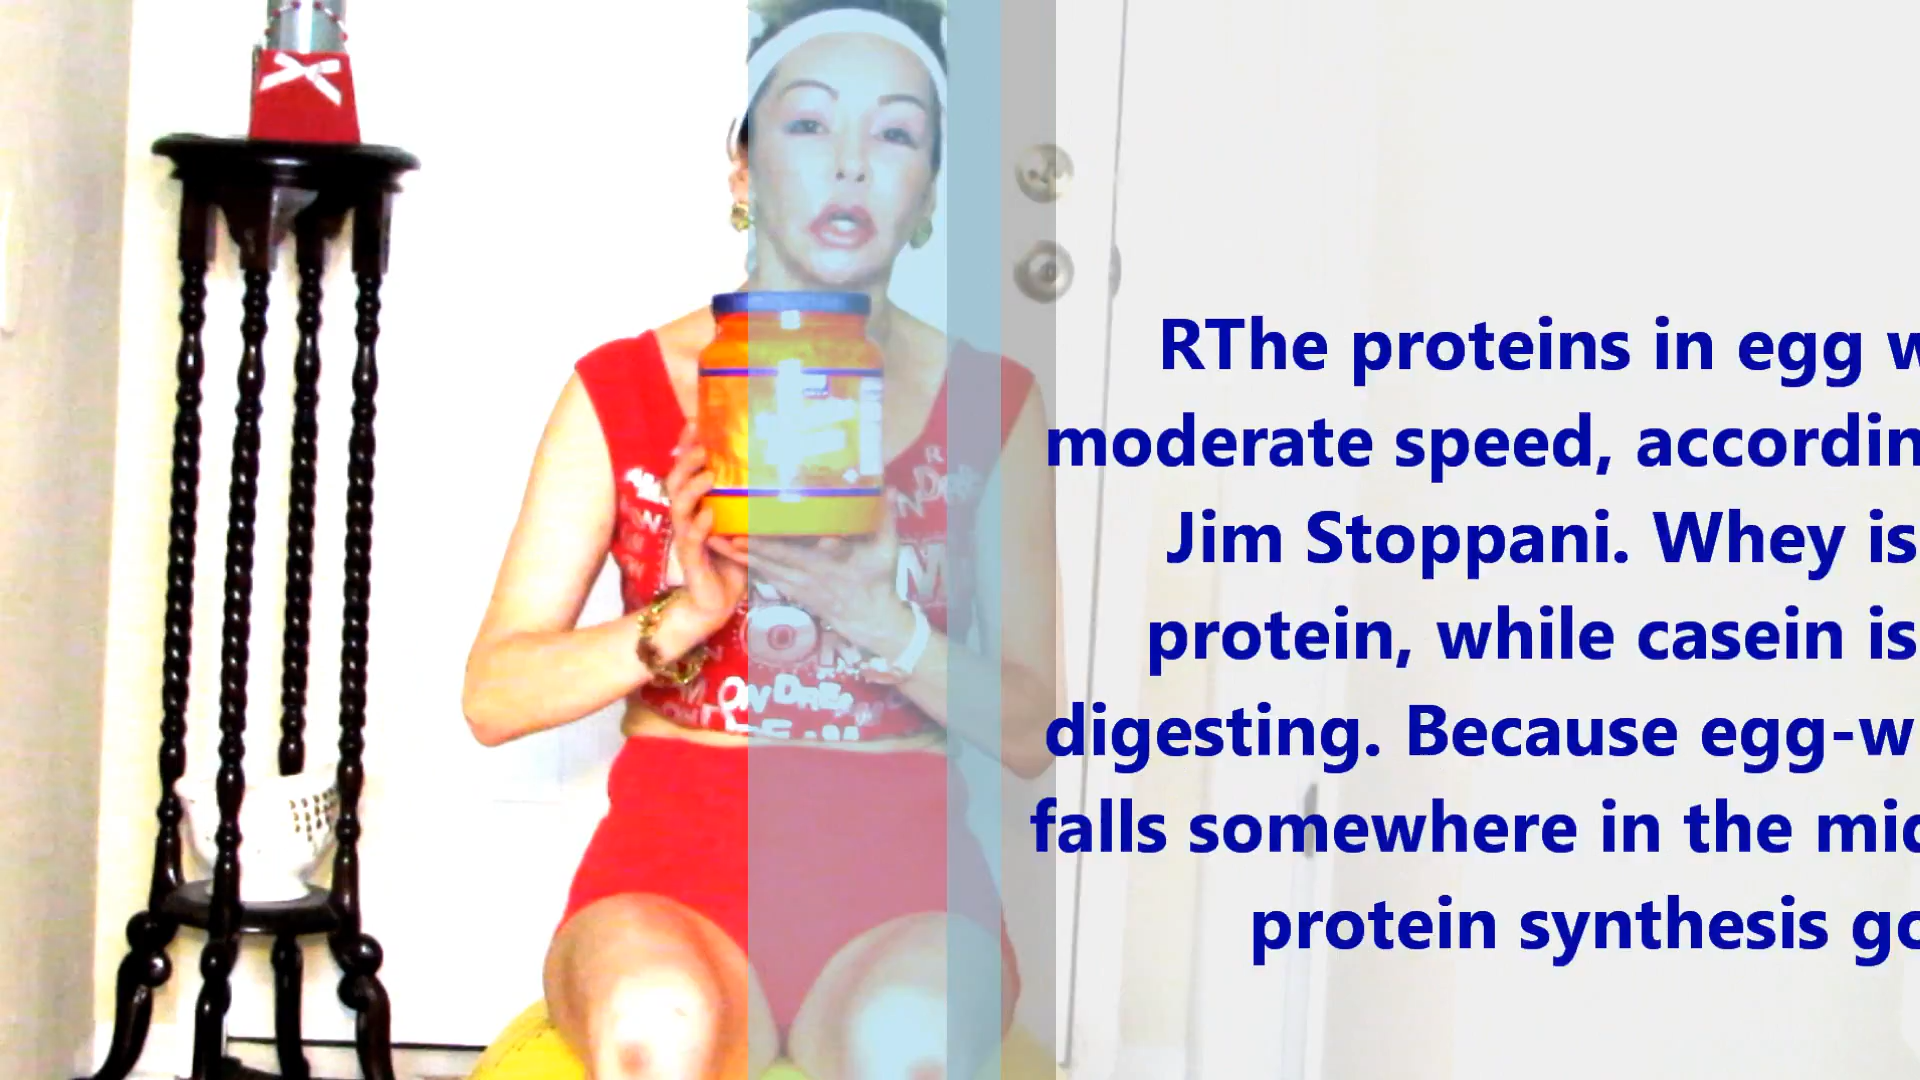 RThe proteins in egg w
moderate speed, accordin
Jim Stoppani. Whey is
protein, while casein is
digesting. Because egg-w
falls somewhere in the mid
protein synthesis go